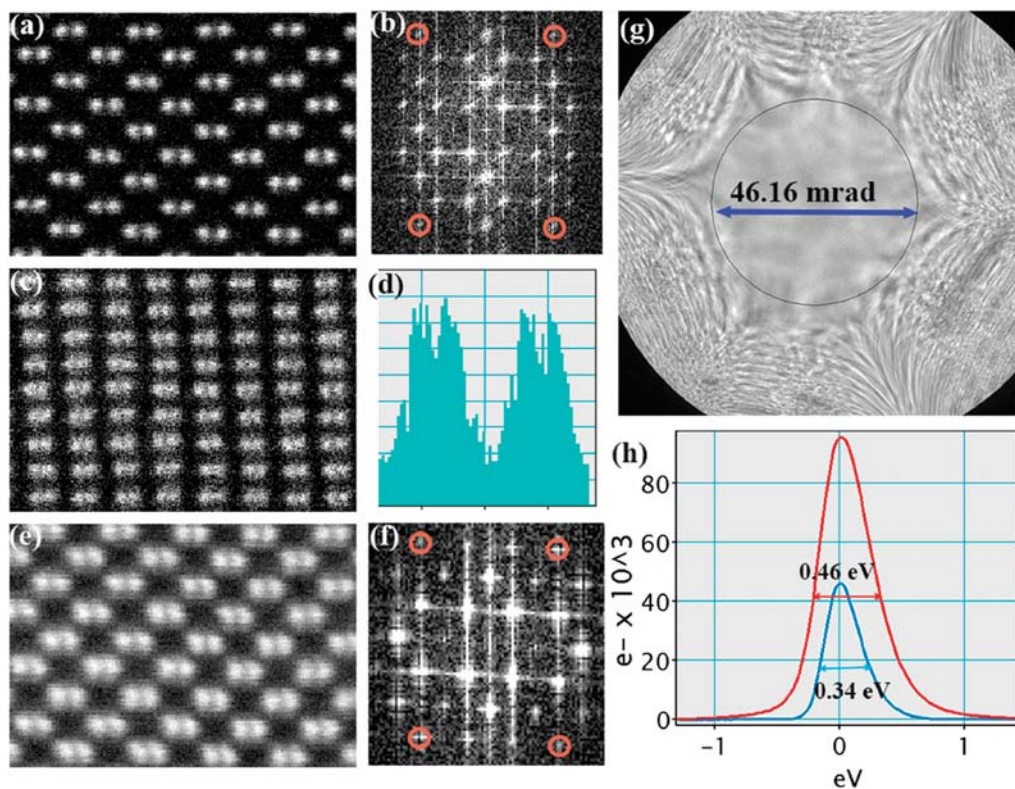 (a)
(b)
(g)
46.16 mrad
(c)
(d)
(e)
(f)
(h)
80
60
40
20
0
e- x 10^3
0.46 eV
0.34 eV
−1
0
1
eV